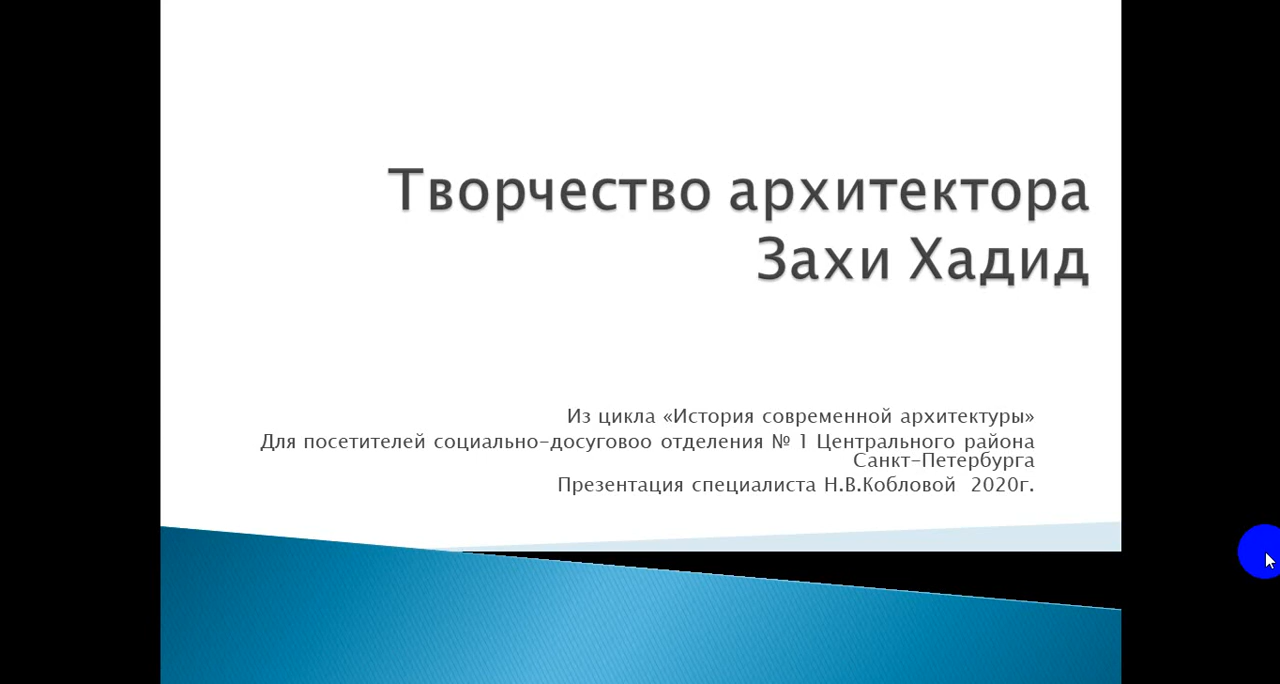 Творчество архитектора
Захи Хадид
Из цикла «История современной архитектуры»
Для посетителей социально-досуговоо отделения № 1 Центрального района
Санкт-Петербурга
Презентация специалиста Н.В.Кобловой 2020г.